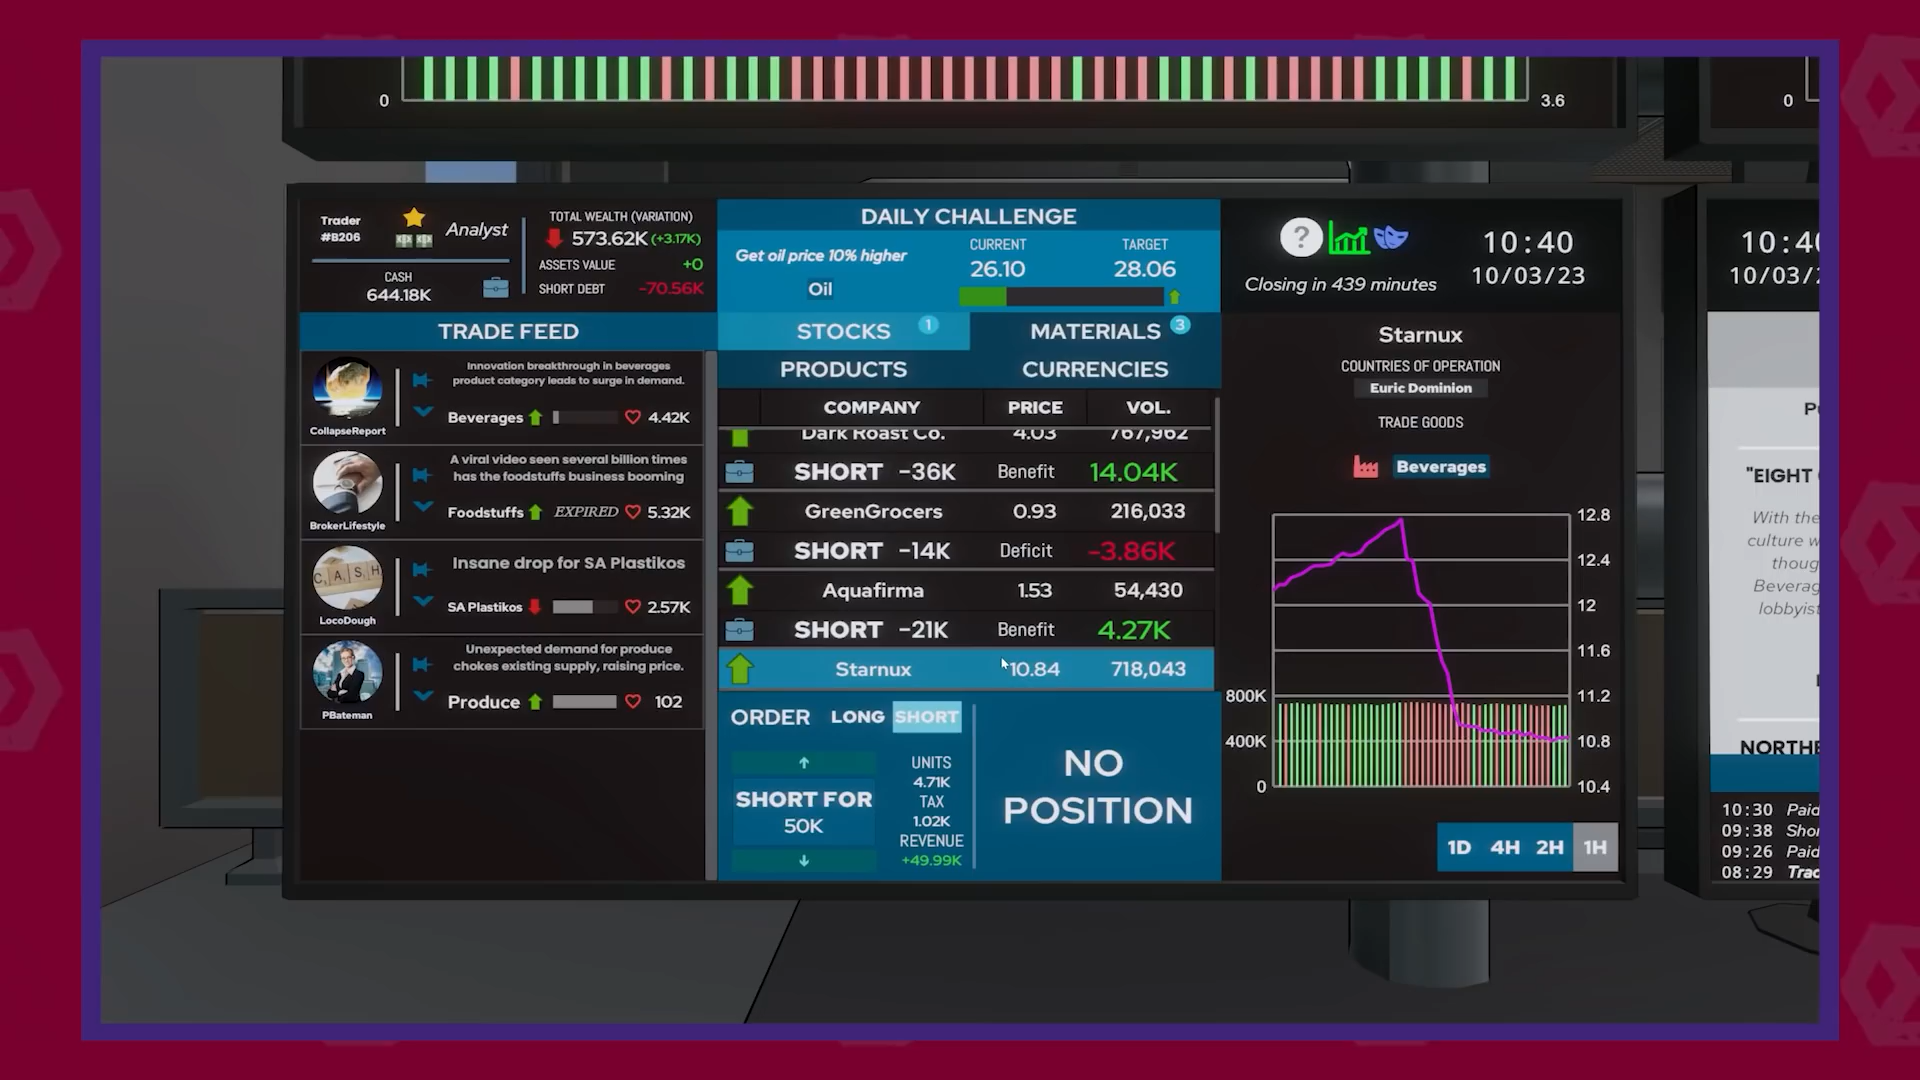 0
3.6
0
Trader
#B206
Analyst
CASH
644.18K
TOTAL WEALTH (VARIATION)
573.62K (+3.17K)
ASSETS VALUE +0
SHORT DEBT -70.56K
DAILY CHALLENGE
Get oil price 10% higher
Oil
CURRENT
26.10
TARGET
28.06
?
10:40
10/03/23
Closing in 439 minutes
TRADE FEED
CollapseReport
Innovation breakthrough in beverages
product category leads to surge in demand.
Beverages 4.42K
BrokerLifestyle
A viral video seen several billion times
has the foodstuffs business booming
Foodstuffs EXPIRED 5.32K
CASH
LocoDough
Insane drop for SA Plastikos
SA Plastikos 2.57K
PBateman
Unexpected demand for produce
chokes existing supply, raising price.
Produce 102
STOCKS 1
MATERIALS 3
PRODUCTS
CURRENCIES
COMPANY PRICE VOL.
Dark Roast Co. 4.03 767,962
SHORT -36K Benefit 14.04K
GreenGrocers 0.93 216,033
SHORT -14K Deficit -3.86K
Aquafirma 1.53 54,430
SHORT -21K Benefit 4.27K
Starnux 10.84 718,043
ORDER LONG SHORT
SHORT FOR
50K
UNITS
4.71K
TAX
1.02K
REVENUE
+49.99K
NO
POSITION
Starnux
COUNTRIES OF OPERATION
Euric Dominion
TRADE GOODS
Beverages
12.8
12.4
12
11.6
11.2
10.8
10.4
800K
400K
0
1D 4H 2H 1H
10/03/2
"EIGHT
With the
culture w
thoug
Beverag
lobbyist
NORTHE
10:30 Paid
09:38 Shor
09:26 Paid
08:29 Trad